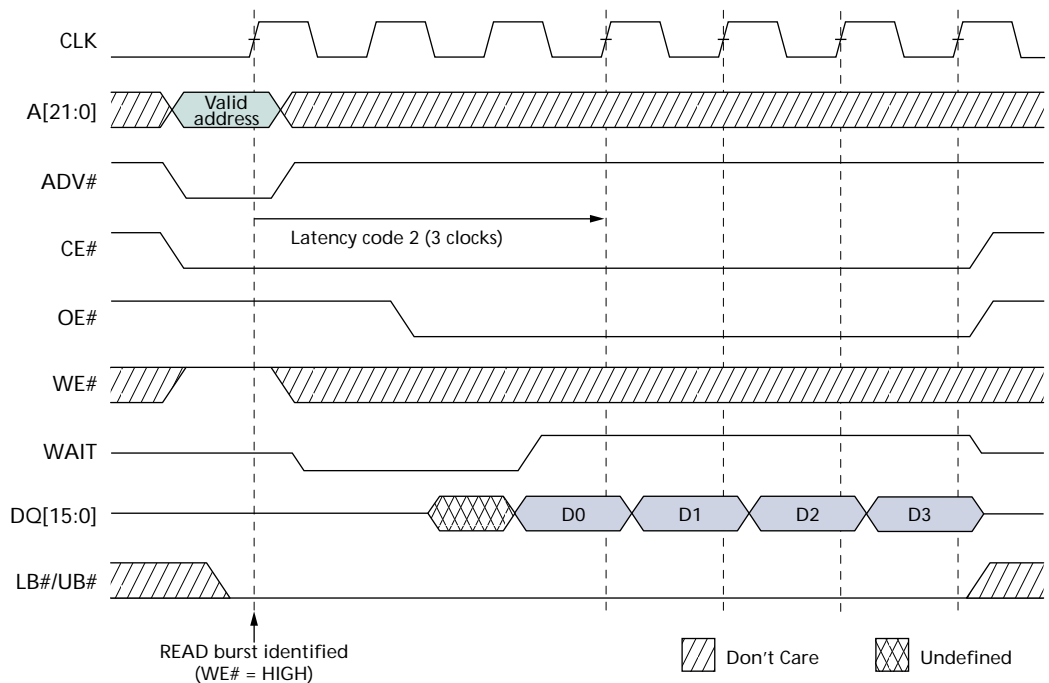 CLK
A[21:0]
Valid
address
ADV#
Latency code 2 (3 clocks)
CE#
OE#
WE#
WAIT
DQ[15:0]
D0
D1
D2
D3
LB#/UB#
READ burst identified
(WE# = HIGH)
Don't Care
Undefined